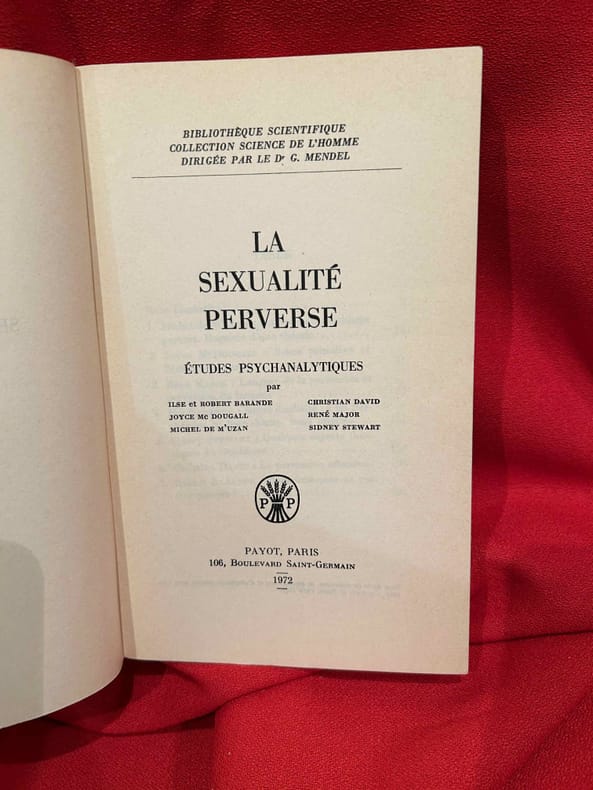 BIBLIOTHÈQUE SCIENTIFIQUE
COLLECTION SCIENCE DE L'HOMME
DIRIGÉE PAR LE Dr G. MENDEL
LA
SEXUALITÉ
PERVERSE
ÉTUDES PSYCHANALYTIQUES
par
ILSE et ROBERT BARANDE
JOYCE Mc DOUGALL
MICHEL DE M'UZAN
CHRISTIAN DAVID
RENÉ MAJOR
SIDNEY STEWART
P P
PAYOT, PARIS
106, BOULEVARD SAINT-GERMAIN
1972